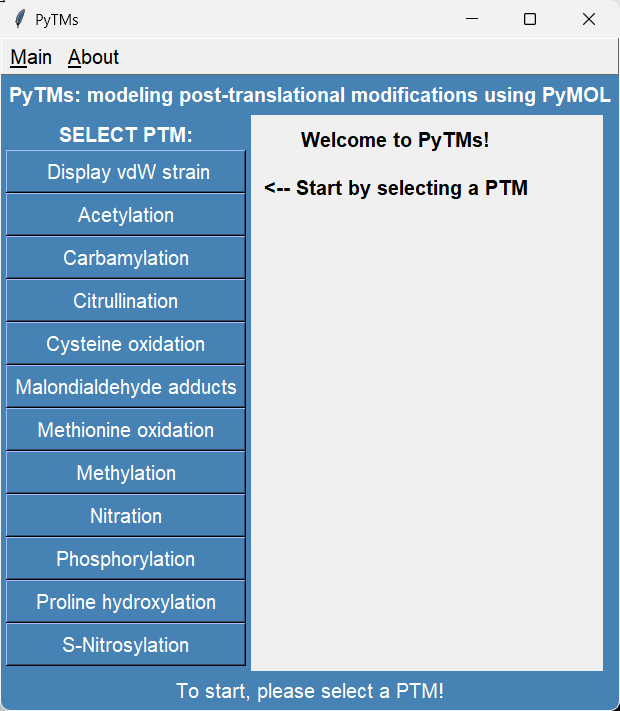 PyTMs
Main About
PyTMs: modeling post-translational modifications using PyMOL
SELECT PTM:
Display vdW strain
Acetylation
Carbamylation
Citrullination
Cysteine oxidation
Malondialdehyde adducts
Methionine oxidation
Methylation
Nitration
Phosphorylation
Proline hydroxylation
S-Nitrosylation
Welcome to PyTMs!
<-- Start by selecting a PTM
To start, please select a PTM!